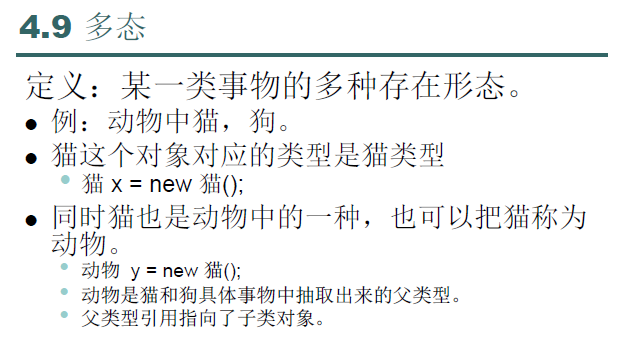 4.9 多态
定义：某一类事物的多种存在形态。
例：动物中猫，狗。
猫这个对象对应的类型是猫类型
猫 x = new 猫();
同时猫也是动物中的一种，也可以把猫称为
动物。
动物 y = new 猫();
动物是猫和狗具体事物中抽取出来的父类型。
父类型引用指向了子类对象。